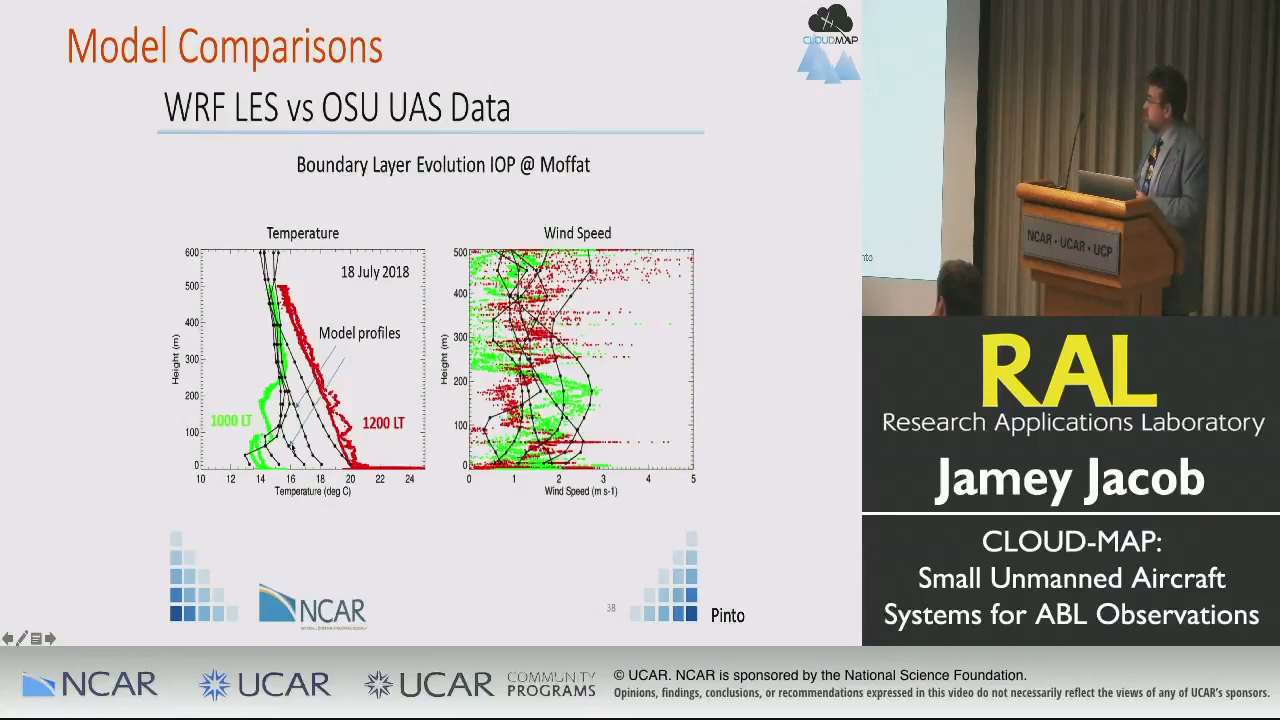 Model Comparisons
CLOUDMAP
WRF LES vs OSU UAS Data
Boundary Layer Evolution IOP @ Moffat
Temperature
Wind Speed
18 July 2018
Model profiles
1000 LT
1200 LT
600
500
400
300
200
100
0
Height (m)
10 12 14 16 18 20 22 24
Temperature (deg C)
500
400
300
200
100
0
Height (m)
0 1 2 3 4 5
Wind Speed (m s-1)
NCAR
38
Pinto
nto
NCAR • UCAR • UCP
RAL
Research Applications Laboratory
Jamey Jacob
CLOUD-MAP:
Small Unmanned Aircraft
Systems for ABL Observations
NCAR
UCAR
UCAR
COMMUNITY
PROGRAMS
© UCAR. NCAR is sponsored by the National Science Foundation.
Opinions, findings, conclusions, or recommendations expressed in this video do not necessarily reflect the views of any of UCAR's sponsors.